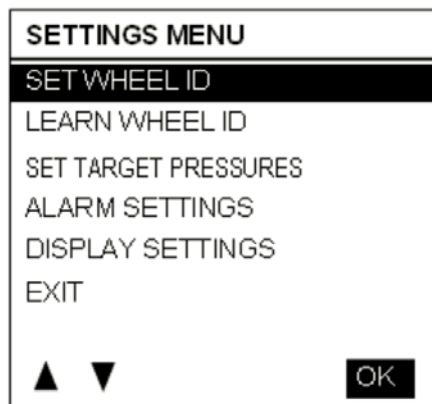 SETTINGS MENU
SET WHEEL ID
LEARN WHEEL ID
SET TARGET PRESSURES
ALARM SETTINGS
DISPLAY SETTINGS
EXIT
OK